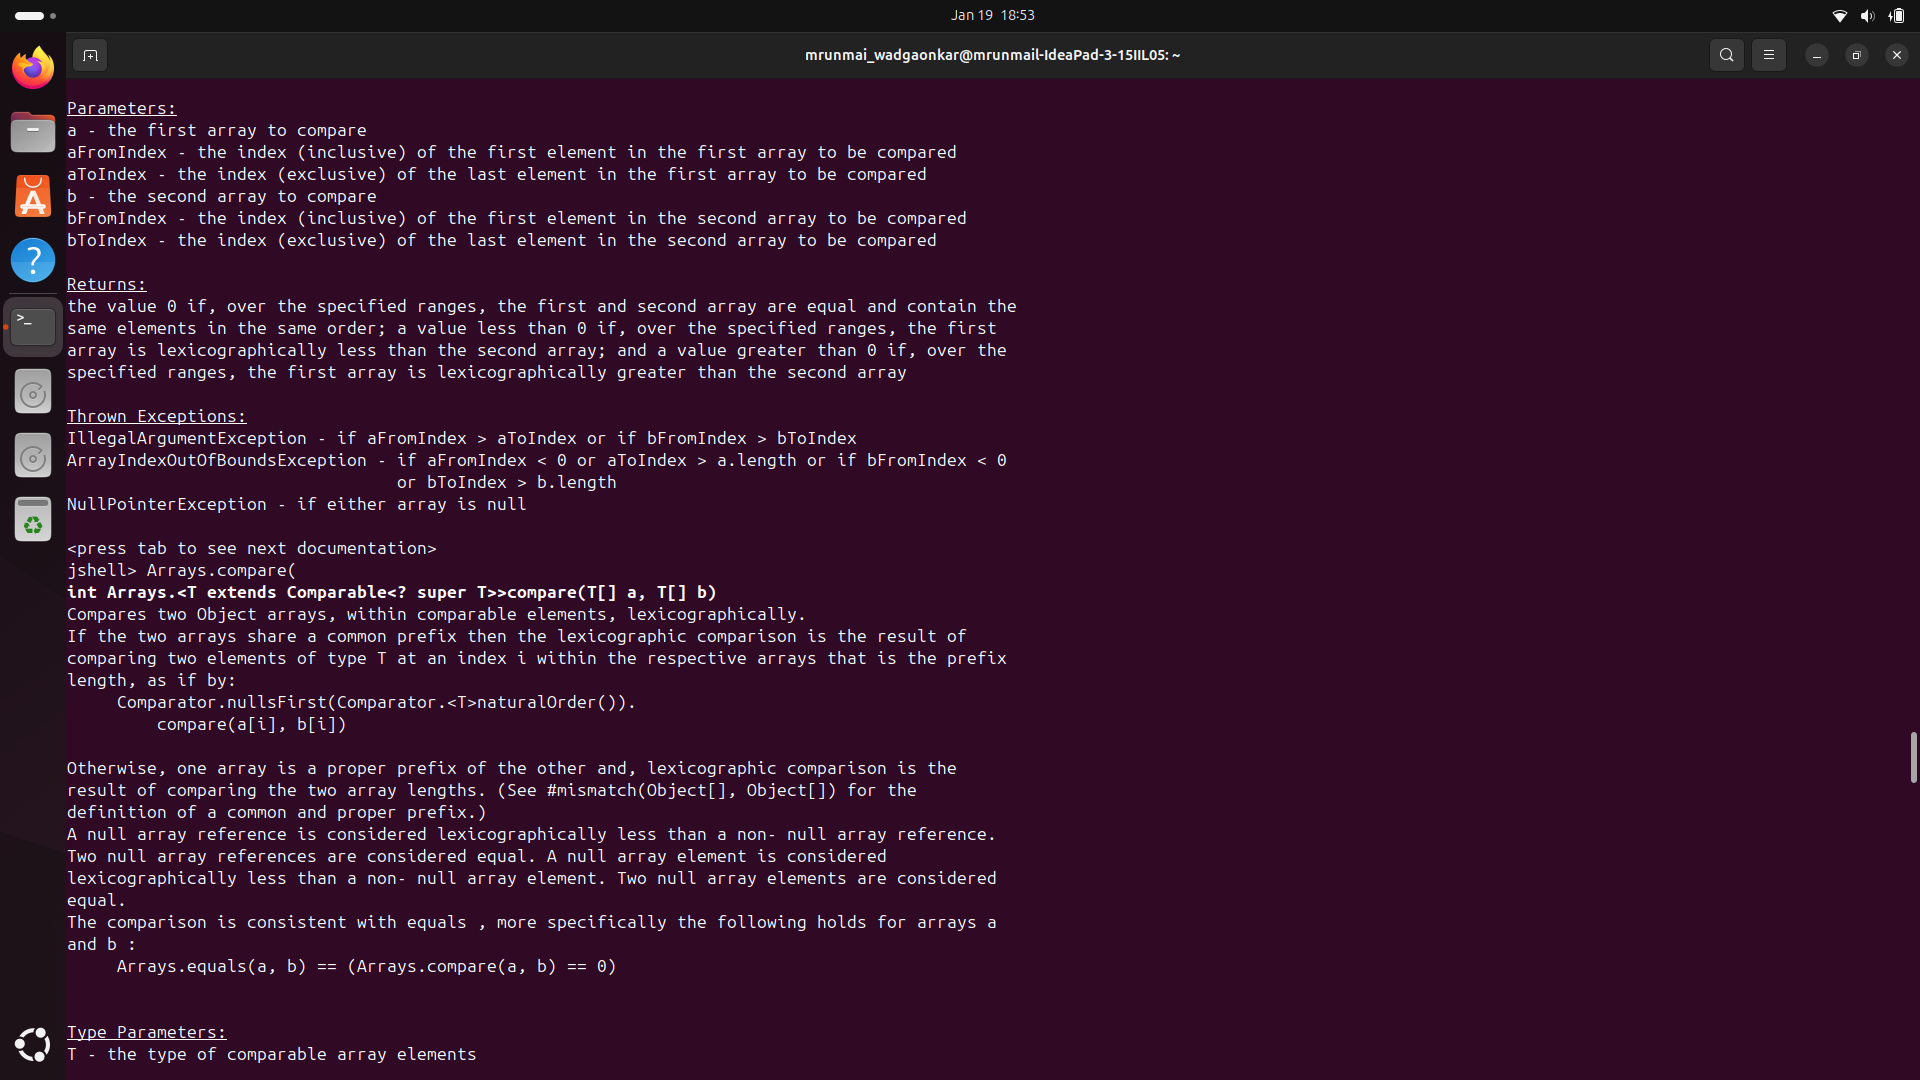 Jan 19 18:53
mrunmai_wadgaonkar@mrunmail-IdeaPad-3-15IIL05: ~
Parameters:
a - the first array to compare
aFromIndex - the index (inclusive) of the first element in the first array to be compared
aToIndex - the index (exclusive) of the last element in the first array to be compared
b - the second array to compare
bFromIndex - the index (inclusive) of the first element in the second array to be compared
bToIndex - the index (exclusive) of the last element in the second array to be compared
Returns:
the value 0 if, over the specified ranges, the first and second array are equal and contain the
same elements in the same order; a value less than 0 if, over the specified ranges, the first
array is lexicographically less than the second array; and a value greater than 0 if, over the
specified ranges, the first array is lexicographically greater than the second array
Thrown Exceptions:
IllegalArgumentException - if aFromIndex > aToIndex or if bFromIndex > bToIndex
ArrayIndexOutOfBoundsException - if aFromIndex < 0 or aToIndex > a.length or if bFromIndex < 0
or bToIndex > b.length
NullPointerException - if either array is null
<press tab to see next documentation>
jshell> Arrays.compare(
int Arrays.<T extends Comparable<? super T>>compare(T[] a, T[] b)
Compares two Object arrays, within comparable elements, lexicographically.
If the two arrays share a common prefix then the lexicographic comparison is the result of
comparing two elements of type T at an index i within the respective arrays that is the prefix
length, as if by:
Comparator.nullsFirst(Comparator.<T>naturalOrder()).
compare(a[i], b[i])
Otherwise, one array is a proper prefix of the other and, lexicographic comparison is the
result of comparing the two array lengths. (See #mismatch(Object[], Object[]) for the
definition of a common and proper prefix.)
A null array reference is considered lexicographically less than a non- null array reference.
Two null array references are considered equal. A null array element is considered
lexicographically less than a non- null array element. Two null array elements are considered
equal.
The comparison is consistent with equals , more specifically the following holds for arrays a
and b :
Arrays.equals(a, b) == (Arrays.compare(a, b) == 0)
Type Parameters:
T - the type of comparable array elements